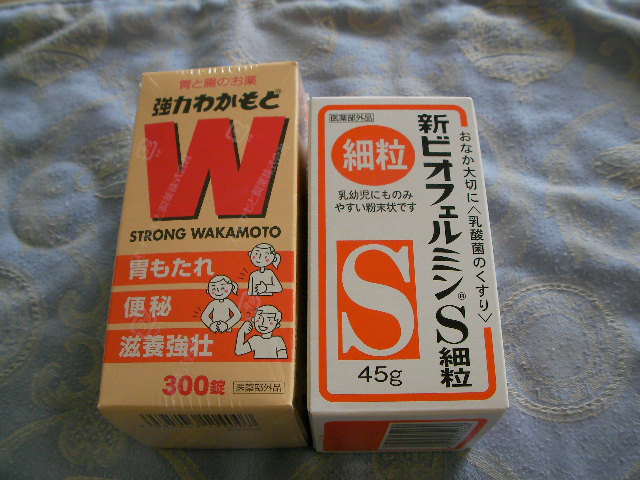 胃と腸のお薬
強力わかもと
W
STRONG WAKAMOTO
胃もたれ
便秘
滋養強壮
300錠
医薬部外品
医薬部外品
細粒
乳幼児にものみ
やすい粉末状です
S
45g
おなか大切に〈乳酸菌のくすり〉
新ビオフェルミン®S細粒